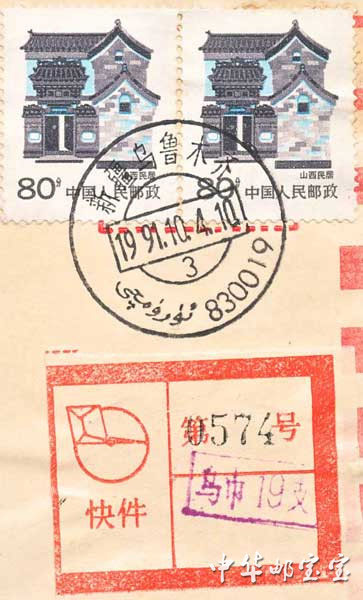 山西民居
80分
中国人民邮政
山西民居
80分
中国人民邮政
新疆乌鲁木齐
1991.10.4.10
3
830019
ئۈرۈمچى
第0574号
快件
乌市19支
中华邮宝宝